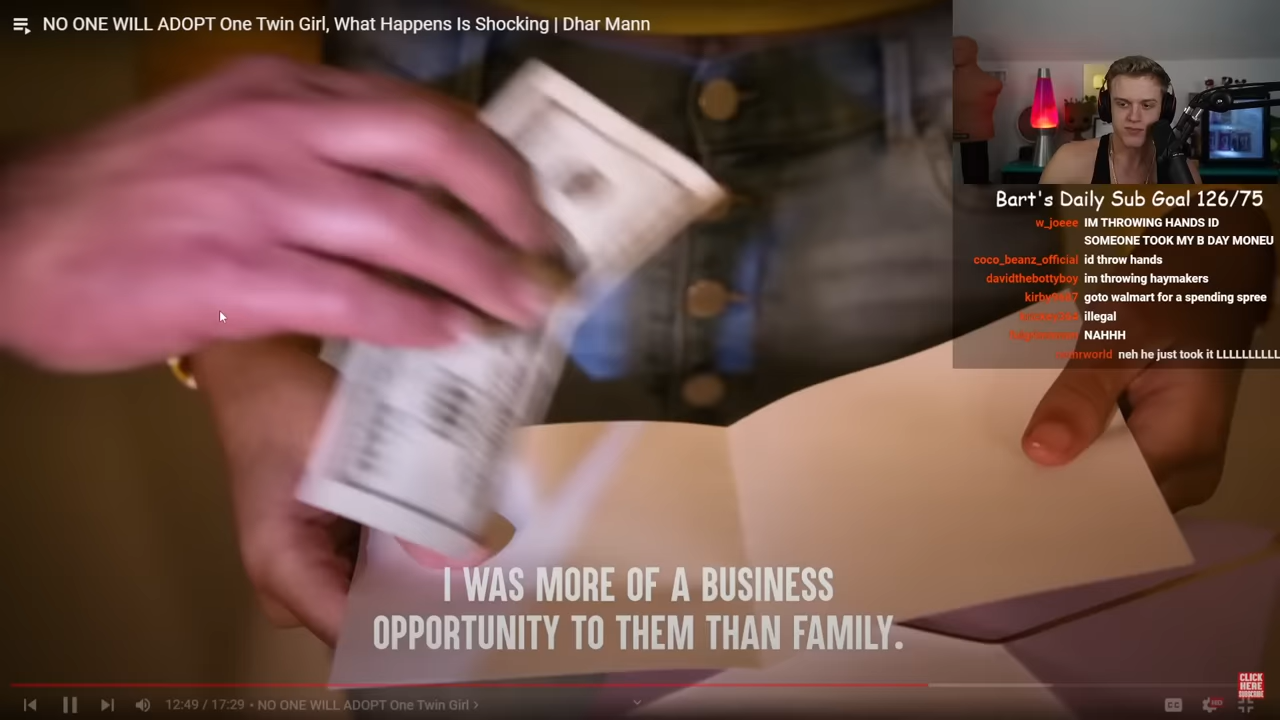 NO ONE WILL ADOPT One Twin Girl, What Happens Is Shocking | Dhar Mann
Bart's Daily Sub Goal 126/75
w_joeee IM THROWING HANDS ID
SOMEONE TOOK MY B DAY MONEU
coco_beanz_official id throw hands
davidthebottyboy im throwing haymakers
goto walmart for a spending spree
illegal
NAHHH
neh he just took it LLLLLLLLLL
I WAS MORE OF A BUSINESS
OPPORTUNITY TO THEM THAN FAMILY.
CLICK
HERE
SUBSCRIBE
12:49 / 17:29 • NO ONE WILL ADOPT One Twin Girl >
CC
HD